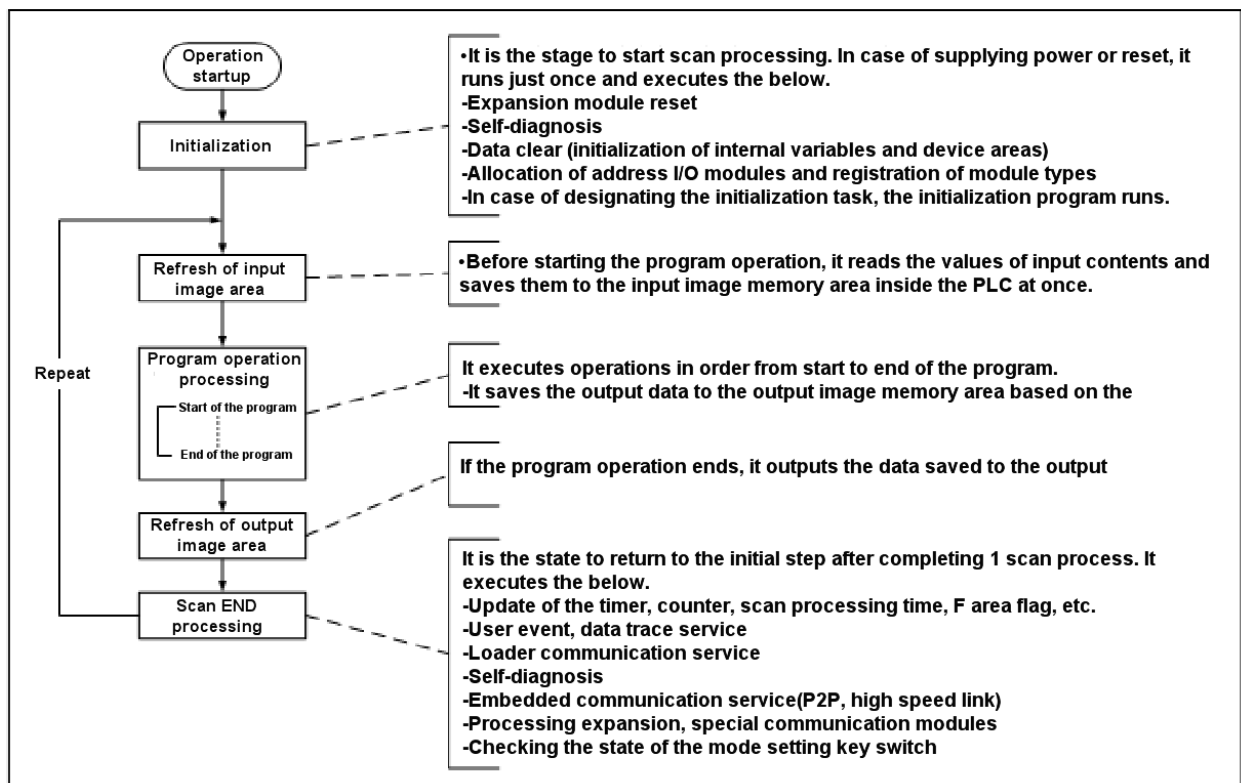 Operation
startup
•It is the stage to start scan processing. In case of supplying power or reset, it
runs just once and executes the below.
-Expansion module reset
-Self-diagnosis
-Data clear (initialization of internal variables and device areas)
-Allocation of address I/O modules and registration of module types
-In case of designating the initialization task, the initialization program runs.
Initialization
Refresh of input
image area
•Before starting the program operation, it reads the values of input contents and
saves them to the input image memory area inside the PLC at once.
Repeat
Program operation
processing
Start of the program
End of the program
It executes operations in order from start to end of the program.
-It saves the output data to the output image memory area based on the
If the program operation ends, it outputs the data saved to the output
Refresh of output
image area
Scan END
processing
It is the state to return to the initial step after completing 1 scan process. It
executes the below.
-Update of the timer, counter, scan processing time, F area flag, etc.
-User event, data trace service
-Loader communication service
-Self-diagnosis
-Embedded communication service(P2P, high speed link)
-Processing expansion, special communication modules
-Checking the state of the mode setting key switch